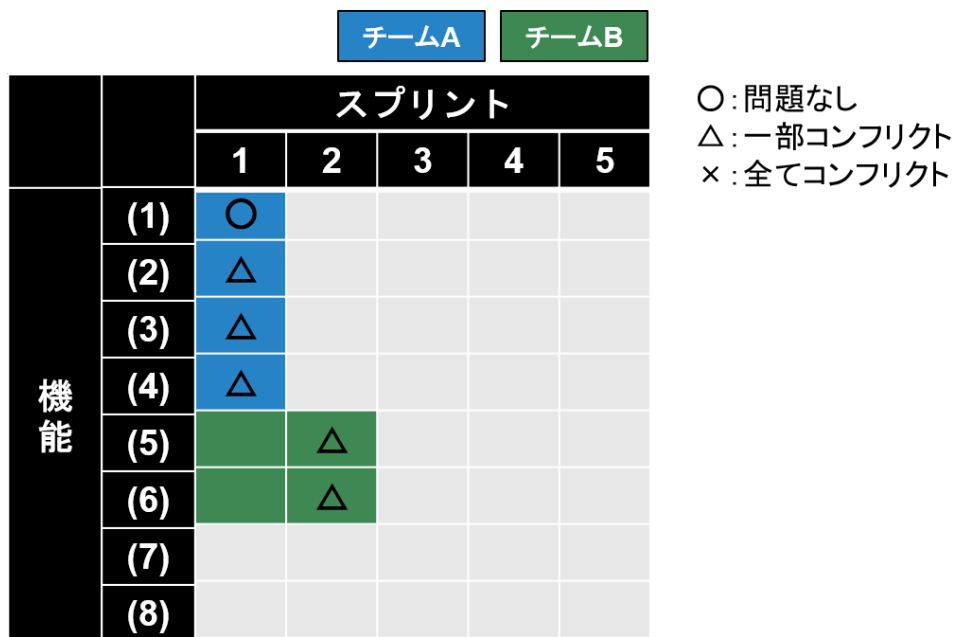 チームA チームB
スプリント
1 2 3 4 5
○:問題なし
△:一部コンフリクト
×:全てコンフリクト
機能
(1) ○
(2) △
(3) △
(4) △
(5) △
(6) △
(7)
(8)